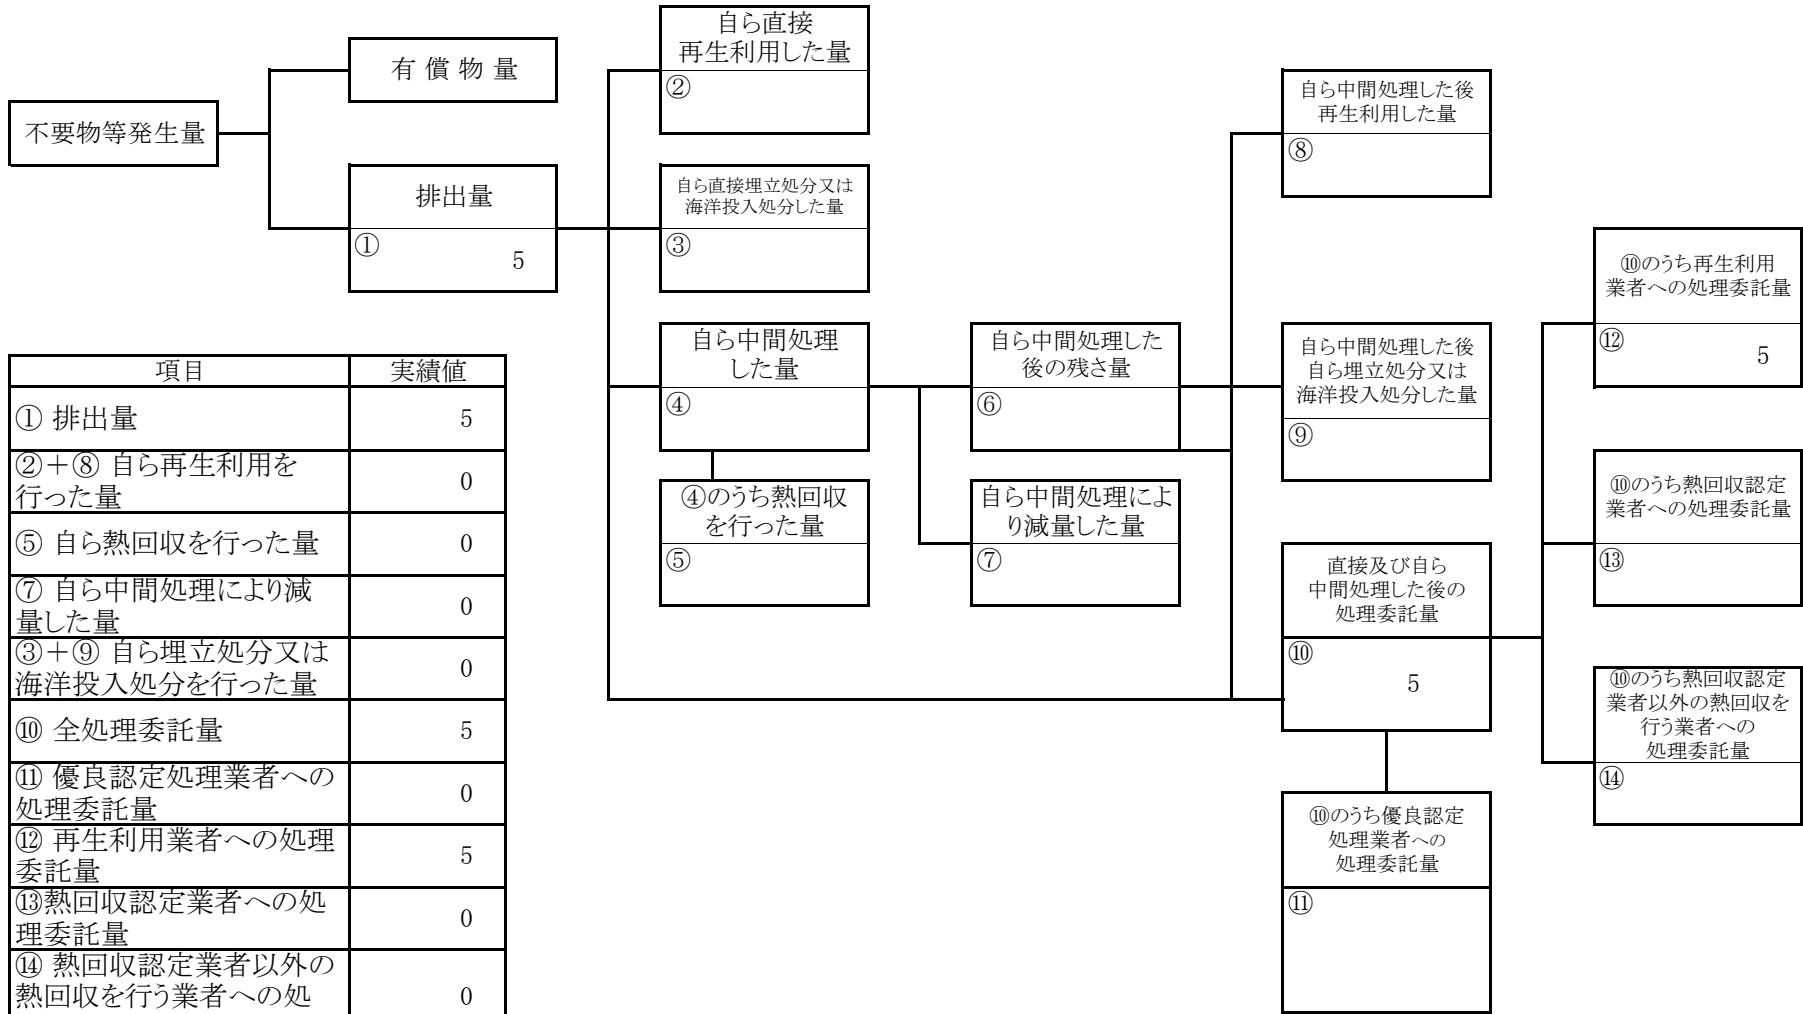 不要物等発生量
有 償 物 量
排出量
①
5
自ら直接
再生利用した量
②
自ら直接埋立処分又は
海洋投入処分した量
③
自ら中間処理
した量
④
④のうち熱回収
を行った量
⑤
自ら中間処理した
後の残さ量
⑥
自ら中間処理によ
り減量した量
⑦
自ら中間処理した後
再生利用した量
⑧
自ら中間処理した後
自ら埋立処分又は
海洋投入処分した量
⑨
直接及び自ら
中間処理した後の
処理委託量
⑩
5
⑩のうち優良認定
処理業者への
処理委託量
⑪
⑩のうち再生利用
業者への処理委託量
⑫
5
⑩のうち熱回収認定
業者への処理委託量
⑬
⑩のうち熱回収認定
業者以外の熱回収を
行う業者への
処理委託量
⑭
項目 実績値
① 排出量 5
②＋⑧ 自ら再生利用を
行った量 0
⑤ 自ら熱回収を行った量 0
⑦ 自ら中間処理により減
量した量 0
③＋⑨ 自ら埋立処分又は
海洋投入処分を行った量 0
⑩ 全処理委託量 5
⑪ 優良認定処理業者への
処理委託量 0
⑫ 再生利用業者への処理
委託量 5
⑬熱回収認定業者への処
理委託量 0
⑭ 熱回収認定業者以外の
熱回収を行う業者への処 0